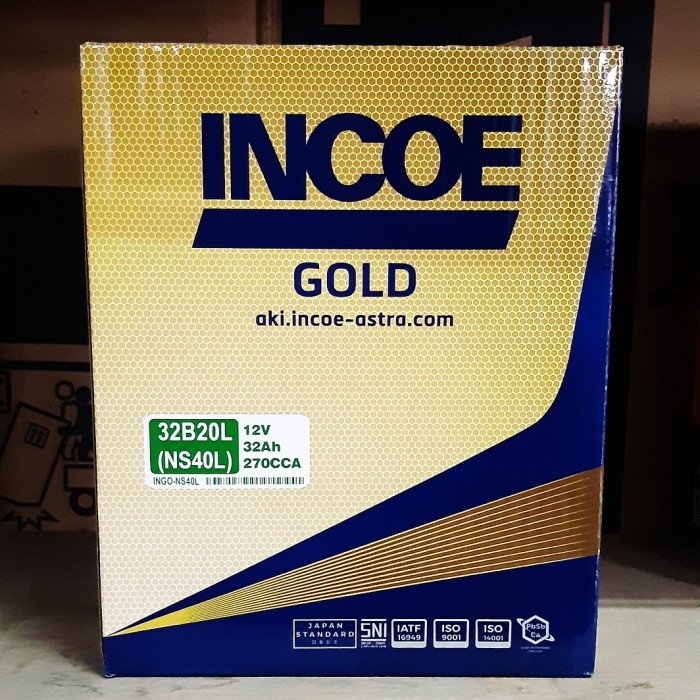 INCOE
GOLD
aki.incoe-astra.com
32B20L
(NS40L)
12V
32Ah
270CCA
INGO-NS40L
JAPAN
STANDARD
SNI
IATF
16949
ISO
9001
ISO
14001
PbSb
Ca